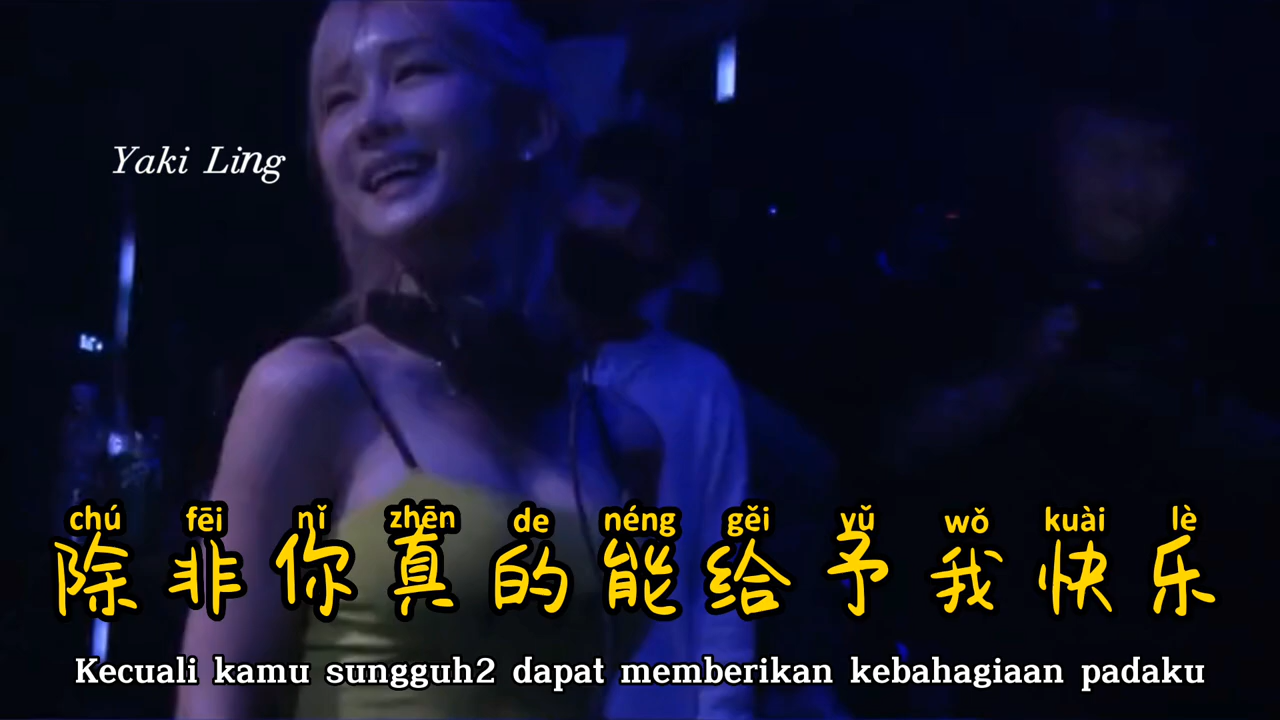 Yaki Ling
chú fēi nǐ zhēn de néng gěi yǔ wǒ kuài lè
除非你真的能给予我快乐
Kecuali kamu sungguh2 dapat memberikan kebahagiaan padaku